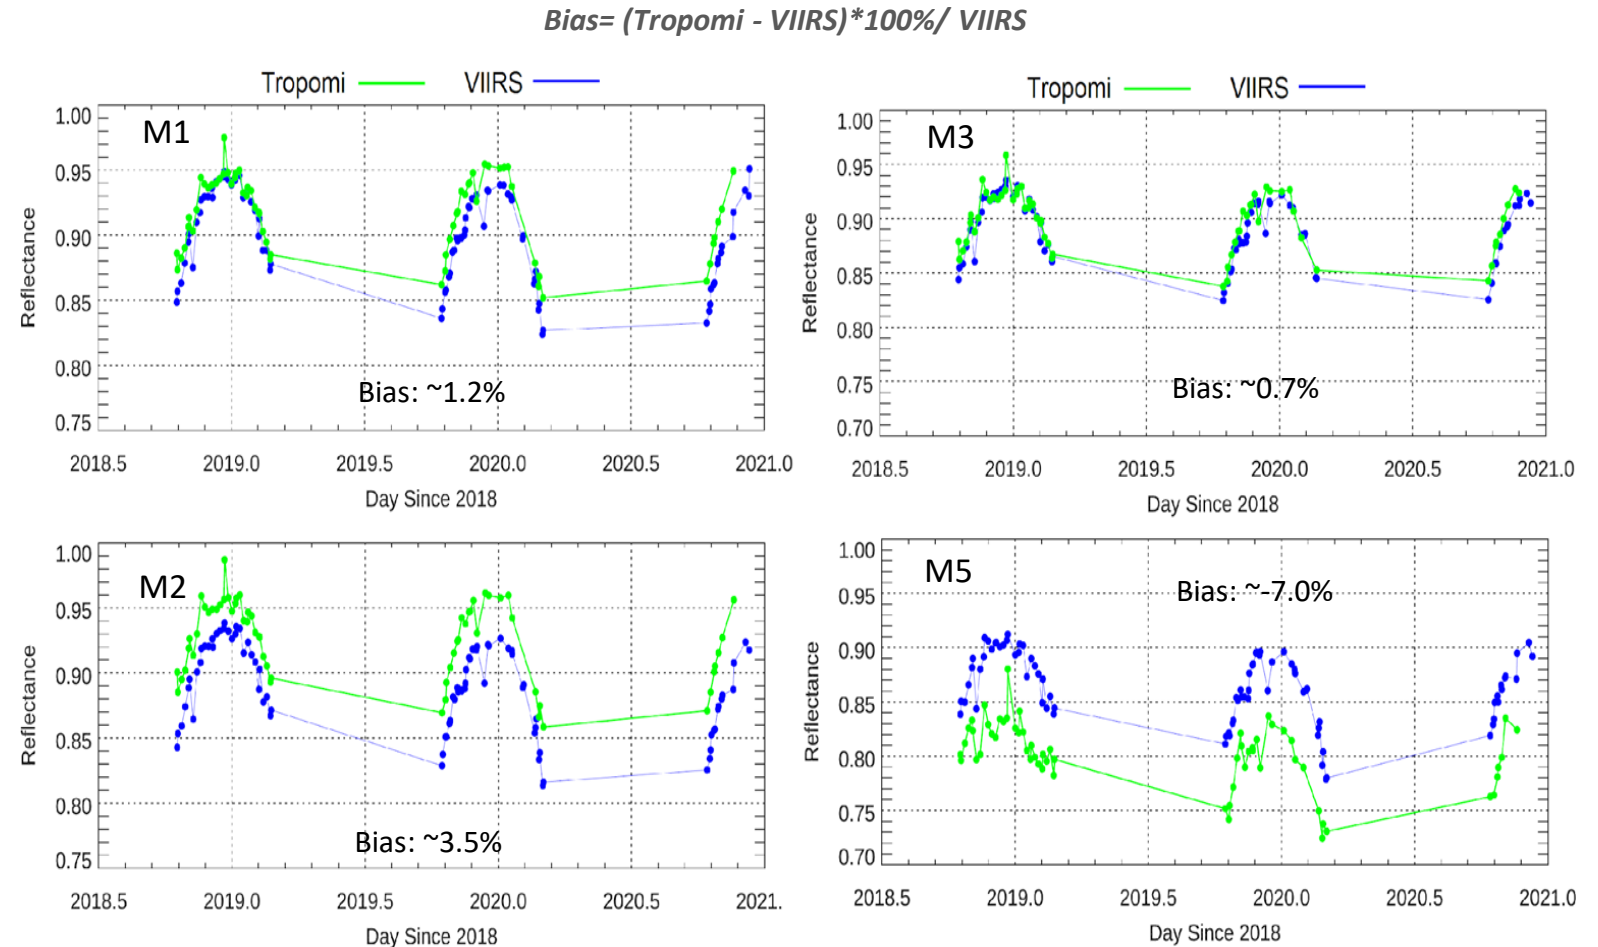 Bias= (Tropomi - VIIRS)*100%/ VIIRS
Tropomi VIIRS
M1
1.00
0.95
0.90
0.85
0.80
0.75
Reflectance
Bias: ~1.2%
2018.5 2019.0 2019.5 2020.0 2020.5 2021.0
Day Since 2018
Tropomi VIIRS
M3
1.00
0.95
0.90
0.85
0.80
0.75
0.70
Reflectance
Bias: ~0.7%
2018.5 2019.0 2019.5 2020.0 2020.5 2021.0
Day Since 2018
M2
1.00
0.95
0.90
0.85
0.80
0.75
Reflectance
Bias: ~3.5%
2018.5 2019.0 2019.5 2020.0 2020.5 2021.
Day Since 2018
M5
1.00
0.95
0.90
0.85
0.80
0.75
0.70
Reflectance
Bias: ~-7.0%
2018.5 2019.0 2019.5 2020.0 2020.5 2021.0
Day Since 2018